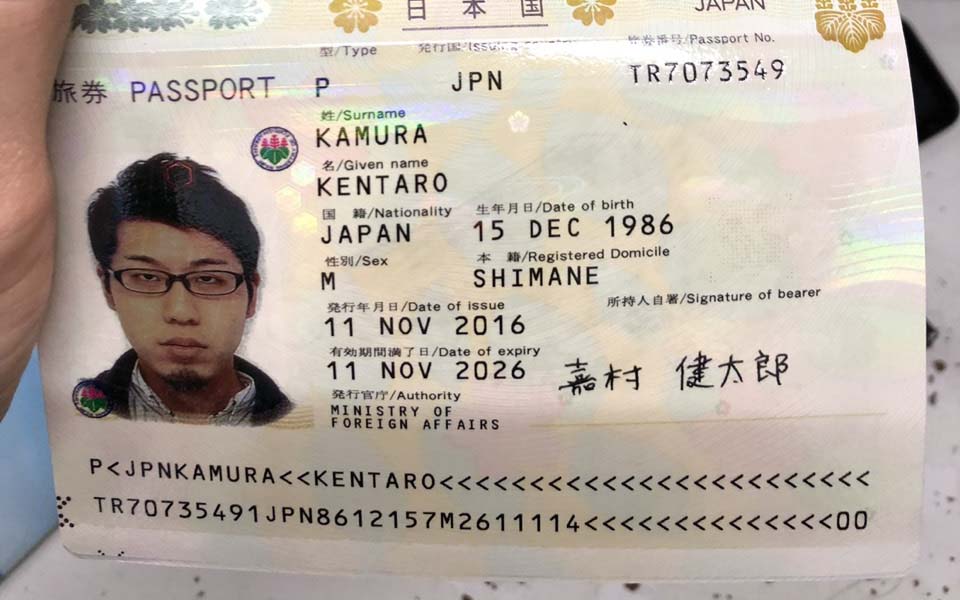 日本国 JAPAN
型/Type 発行国/Issuing country 旅券番号/Passport No.
旅券 PASSPORT P JPN TR7073549
姓/Surname
KAMURA
名/Given name
KENTARO
国 籍/Nationality 生年月日/Date of birth
JAPAN 15 DEC 1986
性別/Sex 本 籍/Registered Domicile
M SHIMANE
発行年月日/Date of issue 所持人自署/Signature of bearer
11 NOV 2016
有効期間満了日/Date of expiry
11 NOV 2026 嘉村 健太郎
発行官庁/Authority
MINISTRY OF
FOREIGN AFFAIRS
P<JPNKAMURA<<KENTARO<<<<<<<<<<<<<<<<<<<<<<<<
TR70735491JPN8612157M2611114<<<<<<<<<<<<<<00